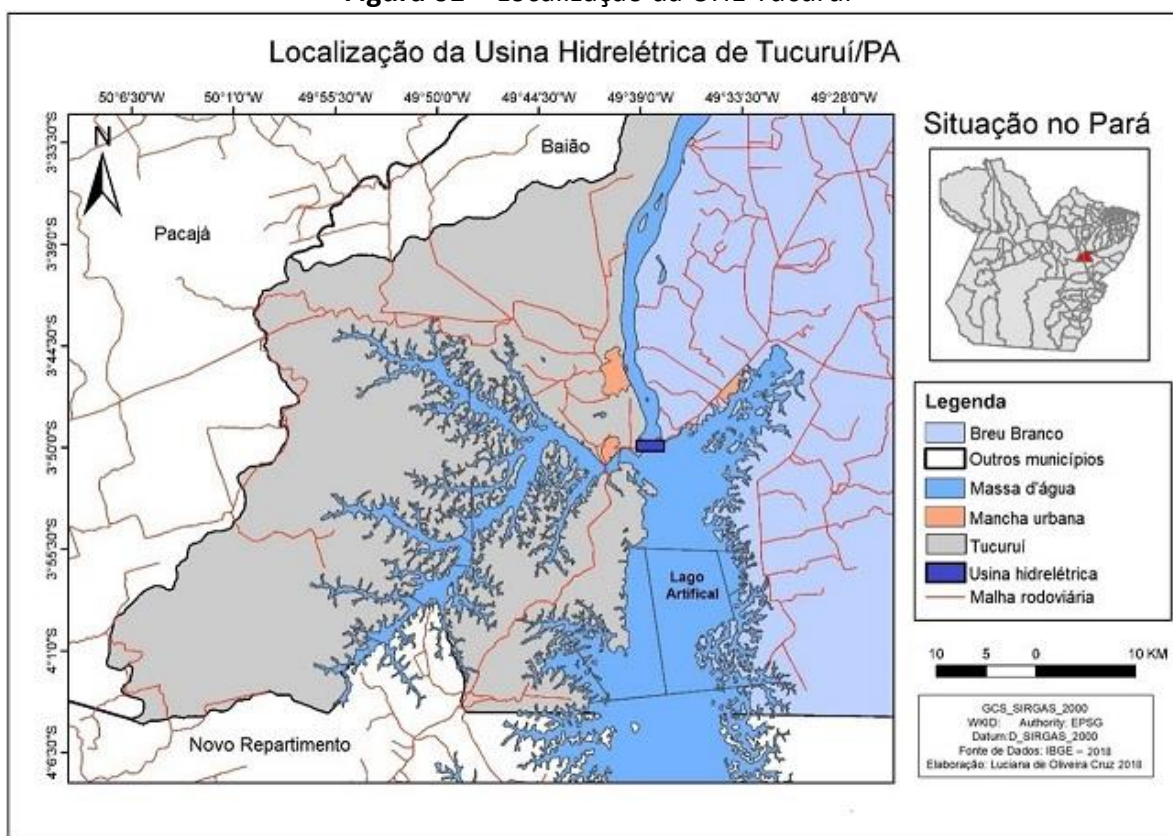 Localização da Usina Hidrelétrica de Tucuruí/PA
50°6'30"W 50°1'0"W 49°55'30"W 49°50'0"W 49°44'30"W 49°39'0"W 49°33'30"W 49°28'0"W
3°33'30"S
3°39'0"S
3°44'30"S
3°50'0"S
3°55'30"S
4°1'0"S
4°6'30"S
N
Baião
Pacajá
Lago
Artifical
Novo Repartimento
Situação no Pará
Legenda
Breu Branco
Outros municípios
Massa d'água
Mancha urbana
Tucuruí
Usina hidrelétrica
Malha rodoviária
10 5 0 10 KM
GCS_SIRGAS_2000
WKID: Authority: EPSG
Datum:D_SIRGAS_2000
Fonte de Dados: IBGE – 2018
Elaboração: Luciana de Oliveira Cruz 2018